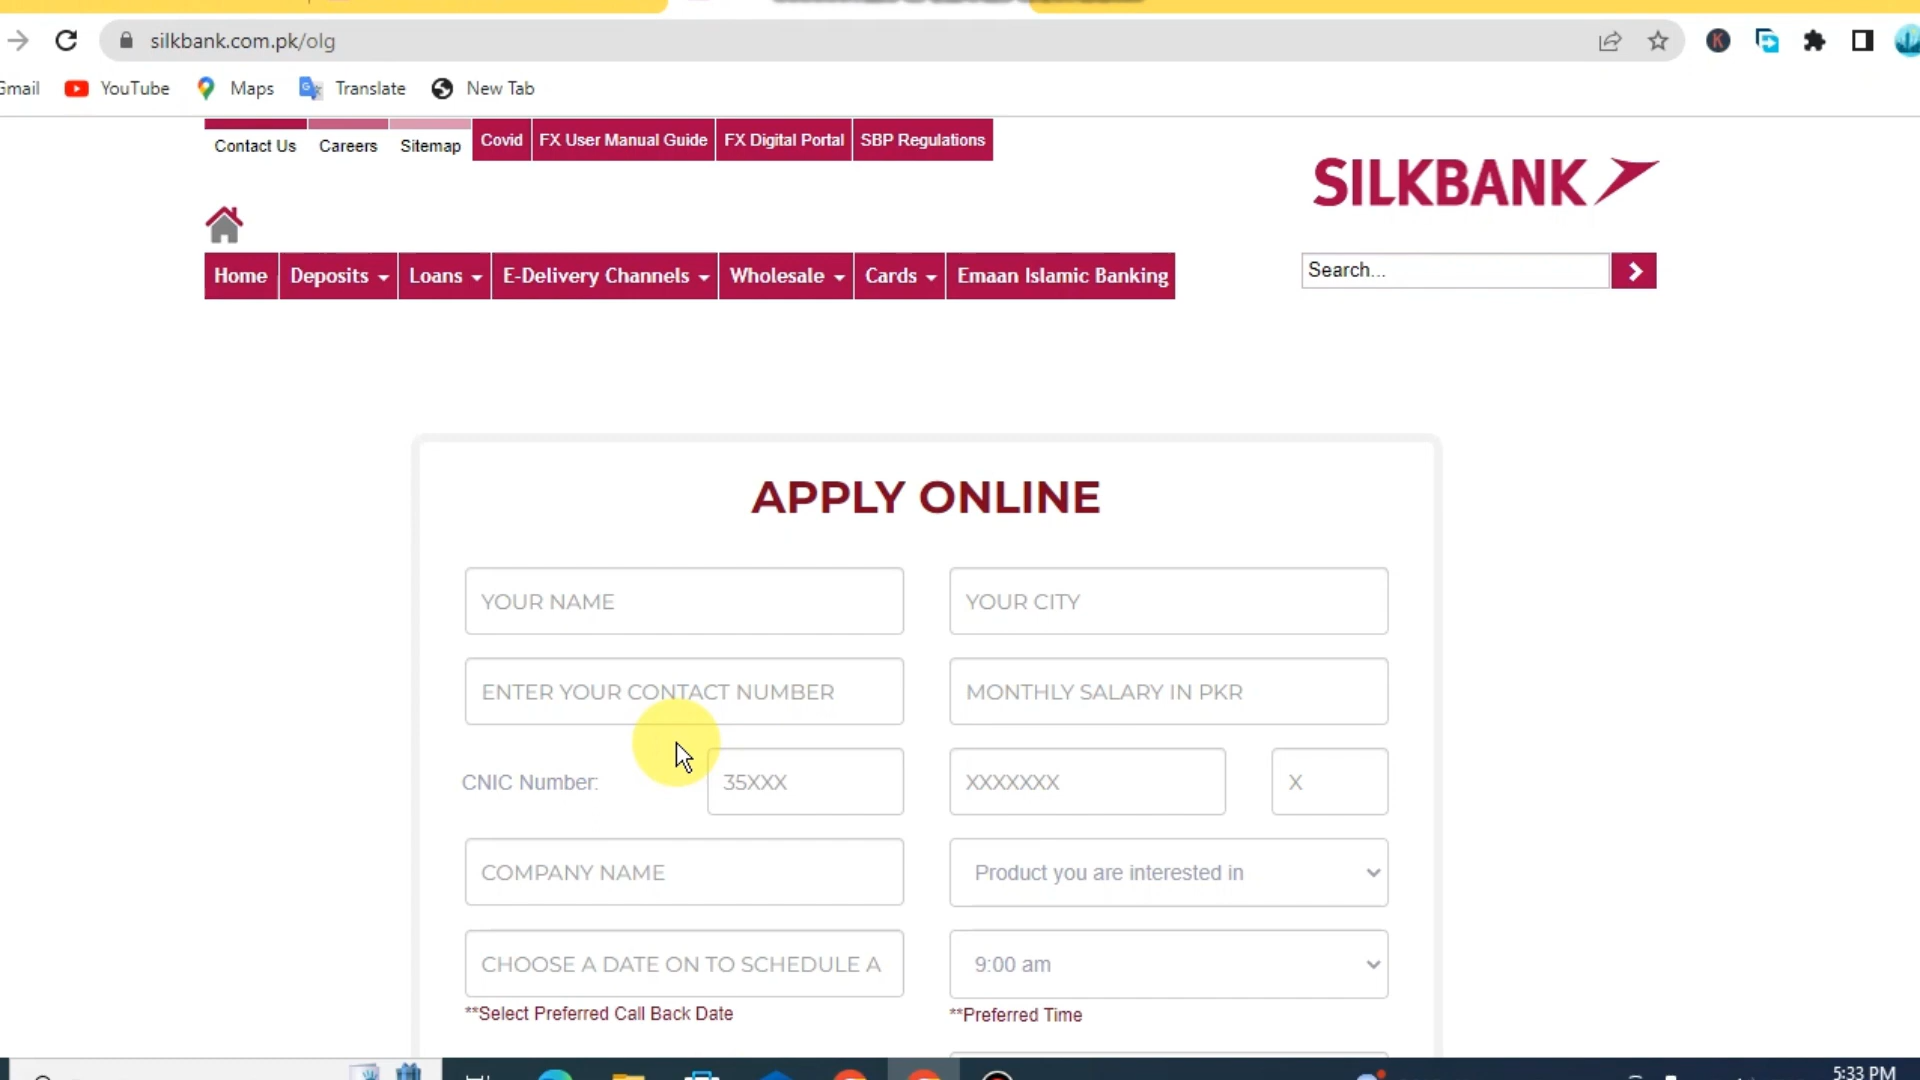 silkbank.com.pk/olg
Gmail YouTube Maps Translate New Tab
Contact Us Careers Sitemap Covid FX User Manual Guide FX Digital Portal SBP Regulations
SILKBANK
Home Deposits Loans E-Delivery Channels Wholesale Cards Emaan Islamic Banking
Search...
APPLY ONLINE
YOUR NAME YOUR CITY
ENTER YOUR CONTACT NUMBER MONTHLY SALARY IN PKR
CNIC Number: 35XXX XXXXXXX X
COMPANY NAME Product you are interested in
CHOOSE A DATE ON TO SCHEDULE A 9:00 am
**Select Preferred Call Back Date **Preferred Time
5:33 PM